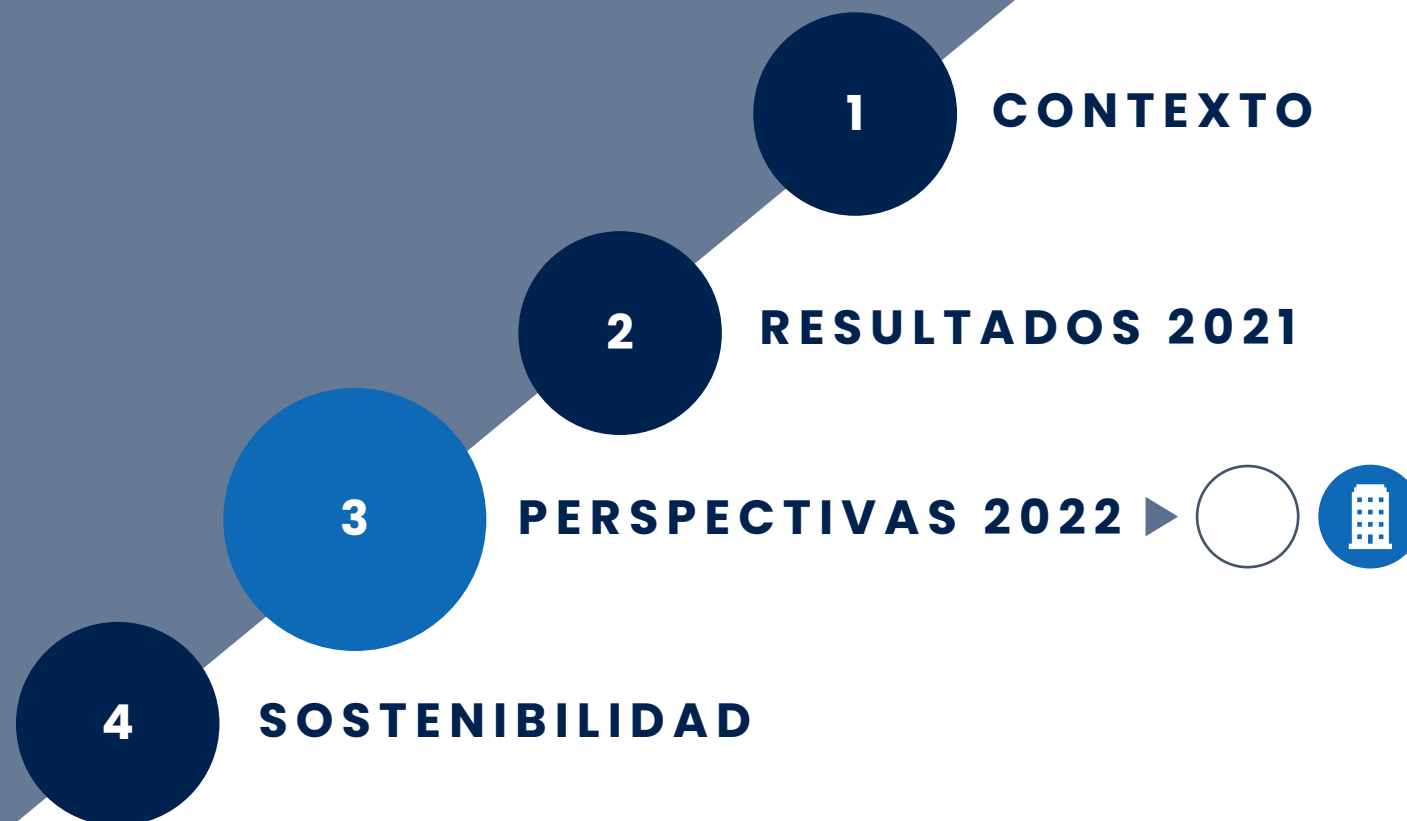 1 CONTEXTO
2 RESULTADOS 2021
3 PERSPECTIVAS 2022
4 SOSTENIBILIDAD